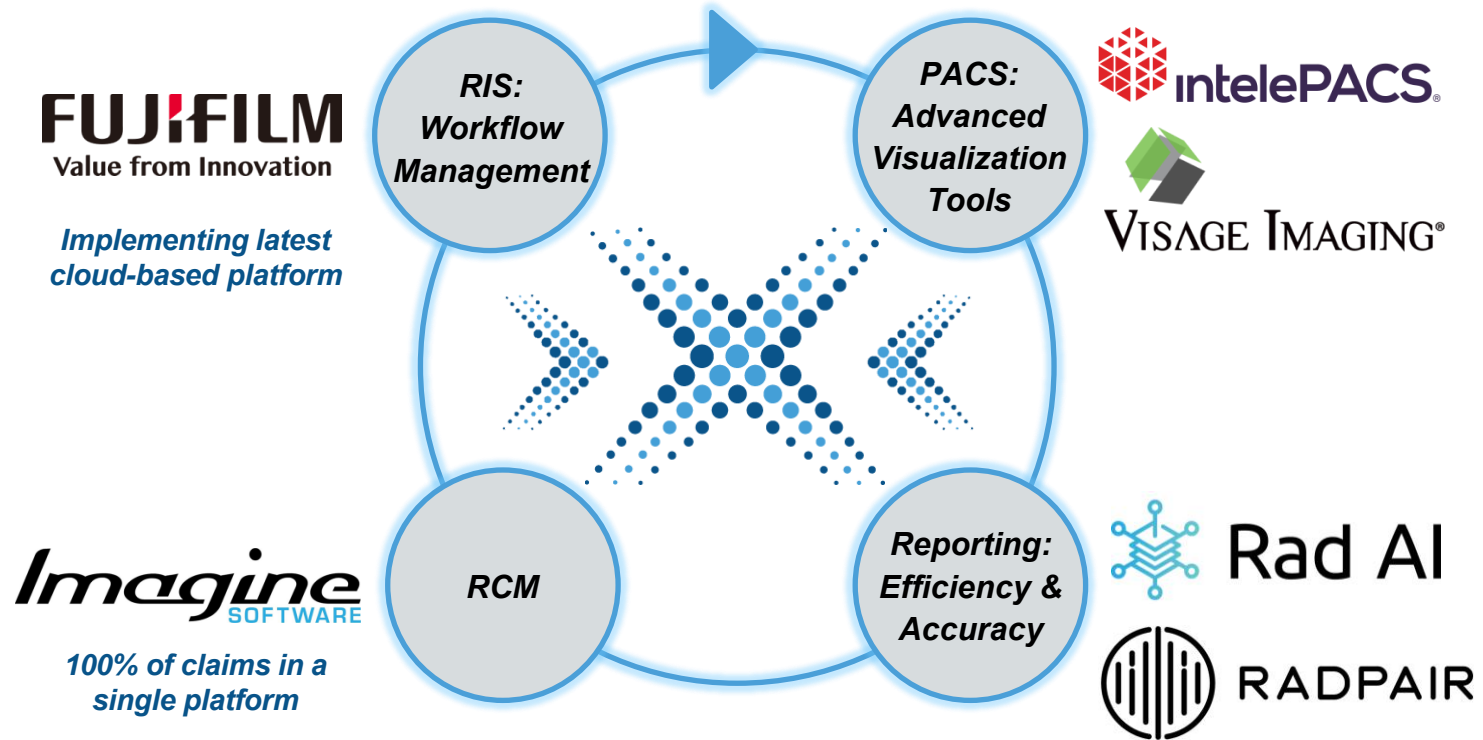 FUJIFILM
Value from Innovation
Implementing latest
cloud-based platform
RIS:
Workflow
Management
PACS:
Advanced
Visualization
Tools
intelePACS®
VISAGE IMAGING®
Imagine
SOFTWARE
100% of claims in a
single platform
RCM
Reporting:
Efficiency &
Accuracy
Rad AI
RADPAIR